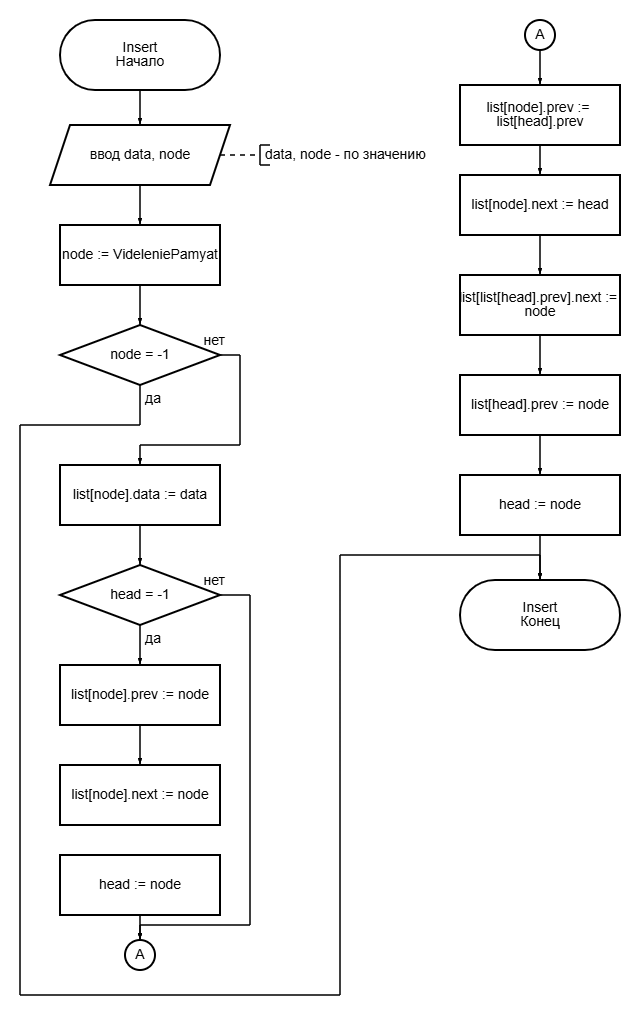 Insert
Начало
ввод data, node
data, node - по значению
node := VideleniePamyat
node = -1
нет
да
list[node].data := data
head = -1
нет
да
list[node].prev := node
list[node].next := node
head := node
A
A
list[node].prev :=
list[head].prev
list[node].next := head
list[list[head].prev].next :=
node
list[head].prev := node
head := node
Insert
Конец